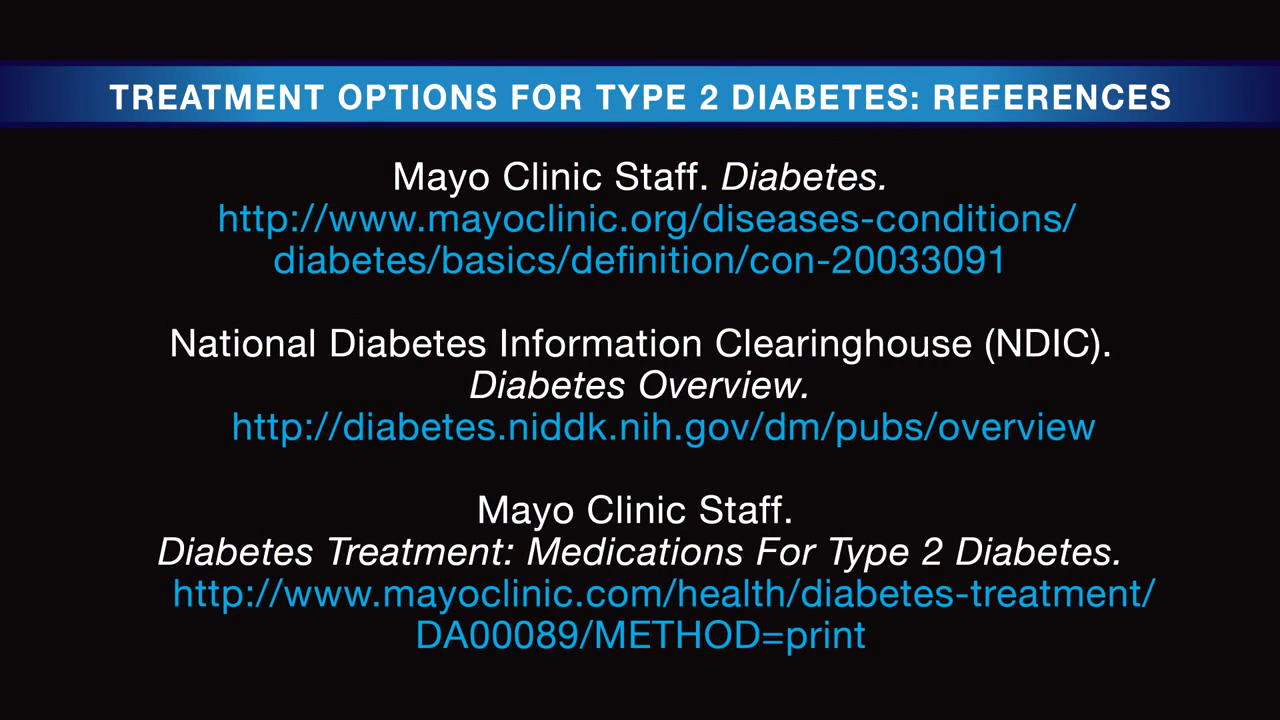 TREATMENT OPTIONS FOR TYPE 2 DIABETES: REFERENCES
Mayo Clinic Staff. Diabetes.
http://www.mayoclinic.org/diseases-conditions/
diabetes/basics/definition/con-20033091
National Diabetes Information Clearinghouse (NDIC).
Diabetes Overview.
http://diabetes.niddk.nih.gov/dm/pubs/overview
Mayo Clinic Staff.
Diabetes Treatment: Medications For Type 2 Diabetes.
http://www.mayoclinic.com/health/diabetes-treatment/
DA00089/METHOD=print